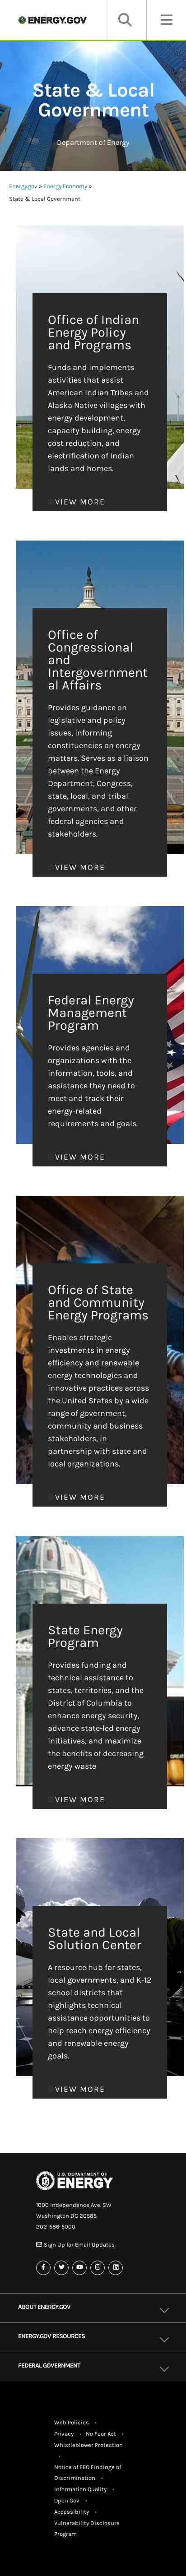 ENERGY.GOV
State & Local
Government
Department of Energy
Energy.gov » Energy Economy »
State & Local Government
Office of Indian
Energy Policy
and Programs
Funds and implements
activities that assist
American Indian Tribes and
Alaska Native villages with
energy development,
capacity building, energy
cost reduction, and
electrification of Indian
lands and homes.
VIEW MORE
Office of
Congressional
and
Intergovernment
al Affairs
Provides guidance on
legislative and policy
issues, informing
constituencies on energy
matters. Serves as a liaison
between the Energy
Department, Congress,
state, local, and tribal
governments, and other
federal agencies and
stakeholders.
VIEW MORE
Federal Energy
Management
Program
Provides agencies and
organizations with the
information, tools, and
assistance they need to
meet and track their
energy-related
requirements and goals.
VIEW MORE
Office of State
and Community
Energy Programs
Enables strategic
investments in energy
efficiency and renewable
energy technologies and
innovative practices across
the United States by a wide
range of government,
community and business
stakeholders, in
partnership with state and
local organizations.
VIEW MORE
State Energy
Program
Provides funding and
technical assistance to
states, territories, and the
District of Columbia to
enhance energy security,
advance state-led energy
initiatives, and maximize
the benefits of decreasing
energy waste
VIEW MORE
State and Local
Solution Center
A resource hub for states,
local governments, and K-12
school districts that
highlights technical
assistance opportunities to
help reach energy efficiency
and renewable energy
goals.
VIEW MORE
U.S. DEPARTMENT OF
ENERGY
1000 Independence Ave. SW
Washington DC 20585
202-586-5000
Sign Up for Email Updates
ABOUT ENERGY.GOV
ENERGY.GOV RESOURCES
FEDERAL GOVERNMENT
Web Policies •
Privacy • No Fear Act •
Whistleblower Protection
•
Notice of EEO Findings of
Discrimination •
Information Quality •
Open Gov •
Accessibility •
Vulnerability Disclosure
Program